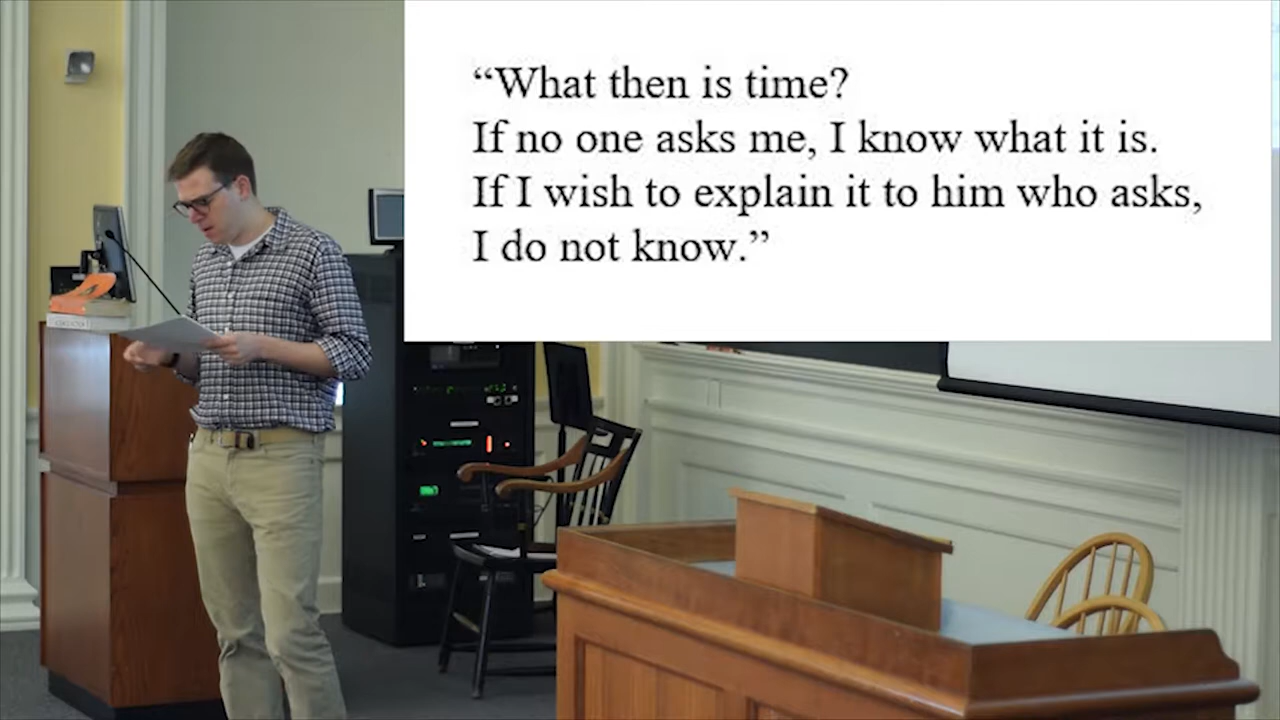 “What then is time?
If no one asks me, I know what it is.
If I wish to explain it to him who asks,
I do not know.”